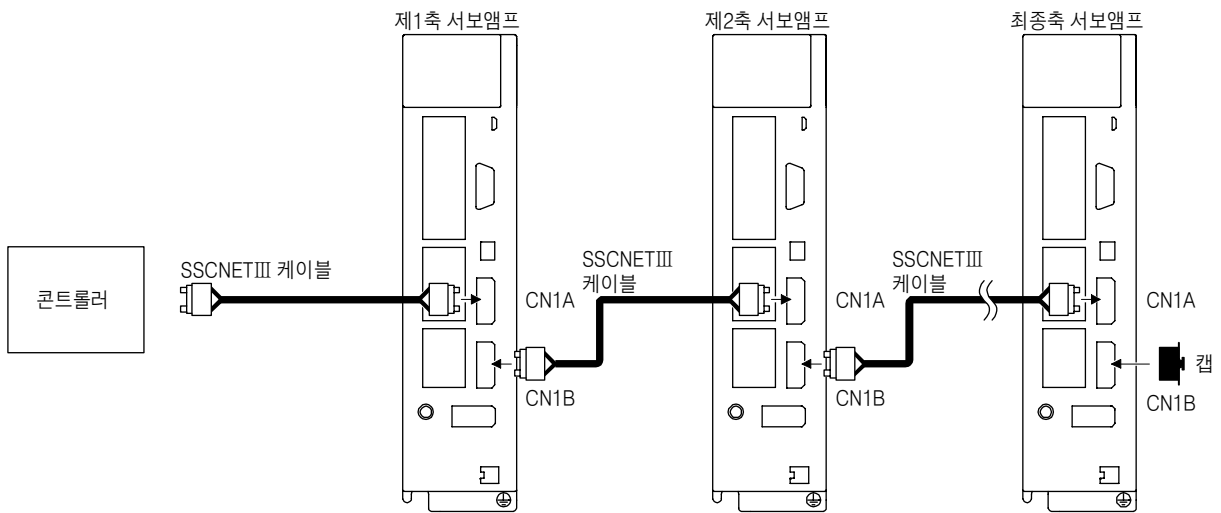 제1축 서보앰프
제2축 서보앰프
최종축 서보앰프
콘트롤러
SSCNETⅢ 케이블
CN1A
CN1B
SSCNETⅢ
케이블
CN1A
CN1B
SSCNETⅢ
케이블
CN1A
캡
CN1B